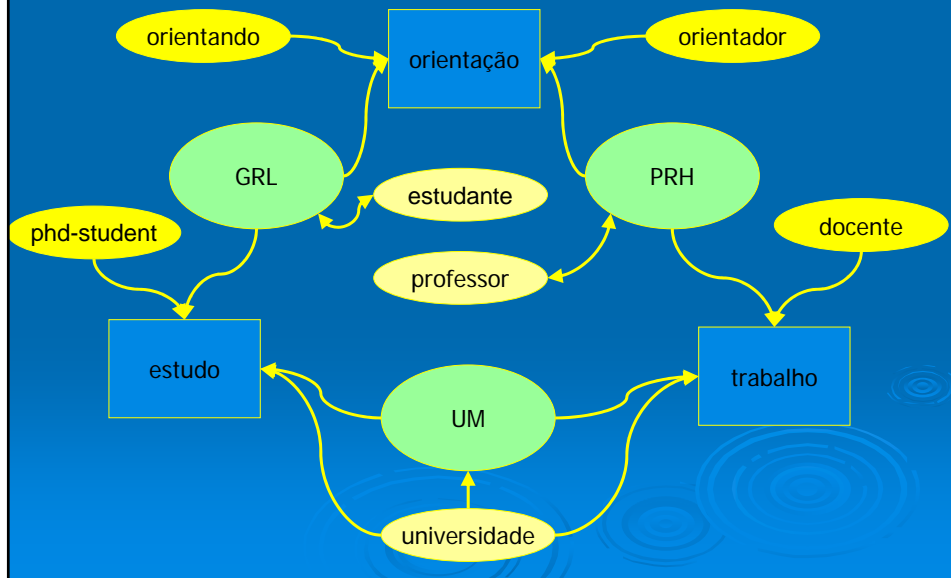 orientando
orientação
orientador
GRL
PRH
estudante
phd-student
docente
professor
estudo
trabalho
UM
universidade